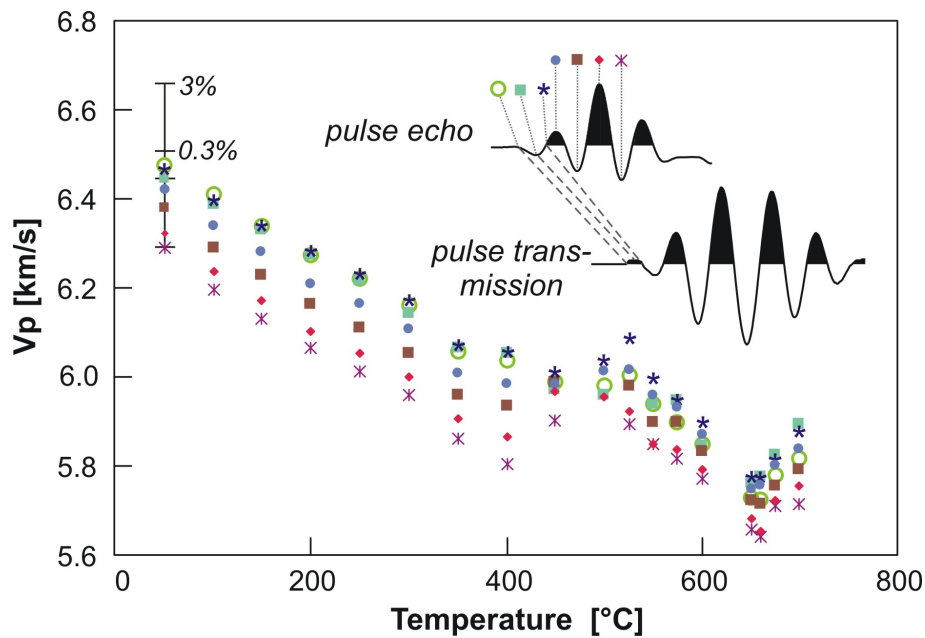 6.8
6.6
6.4
6.2
6.0
5.8
5.6
Vp [km/s]
3%
0.3%
pulse echo
pulse trans-
mission
0
200
400
600
800
Temperature [°C]